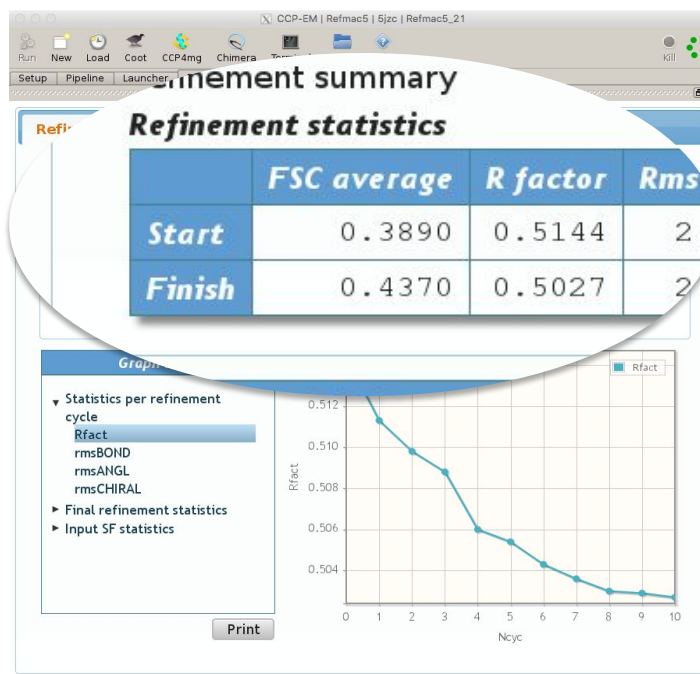 CCP-EM | Refmac5 | 5jzc | Refmac5_21
Run New Load Coot CCP4mg Chimera Kill
Setup Pipeline Launcher
Refinement statistics
FSC average R factor Rms
Start 0.3890 0.5144 2
Finish 0.4370 0.5027 2
Rfact
Statistics per refinement
cycle
Rfact
rmsBOND
rmsANGL
rmsCHIRAL
Final refinement statistics
Input SF statistics
Print
0.512
0.510
0.508
0.506
0.504
Rfact
0 1 2 3 4 5 6 7 8 9 10
Ncyc